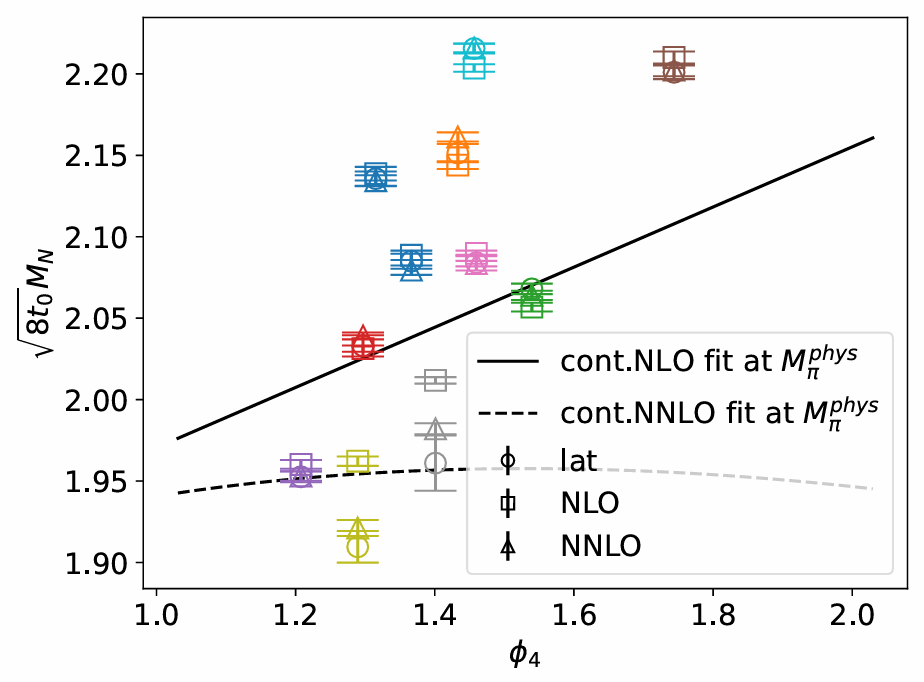 √8t₀M_N
2.20
2.15
2.10
2.05
2.00
1.95
1.90
cont.NLO fit at M_π^phys
cont.NNLO fit at M_π^phys
lat
NLO
NNLO
1.0 1.2 1.4 1.6 1.8 2.0
ϕ₄